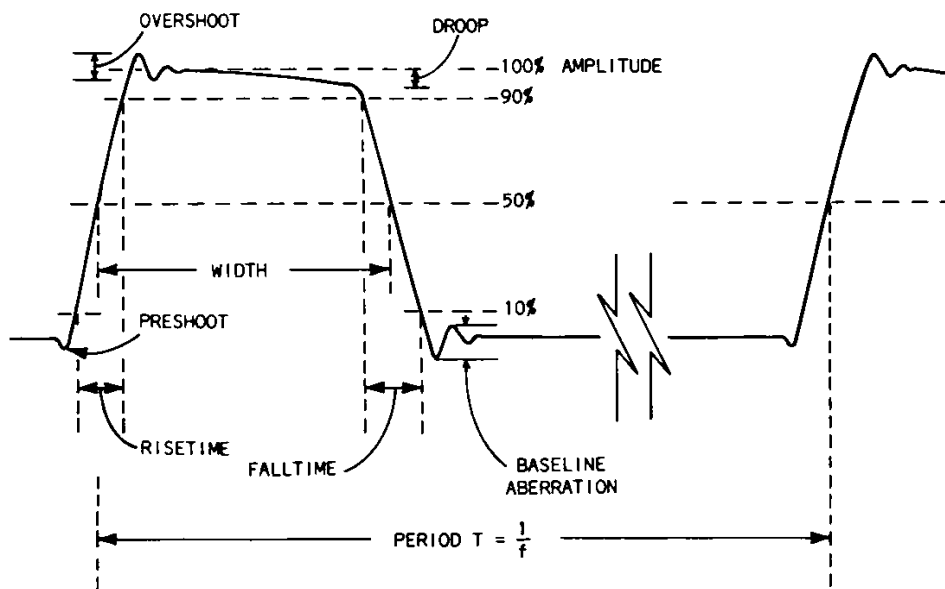 OVERSHOOT
DROOP
100% AMPLITUDE
90%
50%
WIDTH
10%
PRESHOOT
RISETIME
FALLTIME
BASELINE
ABERRATION
PERIOD T = 1/f